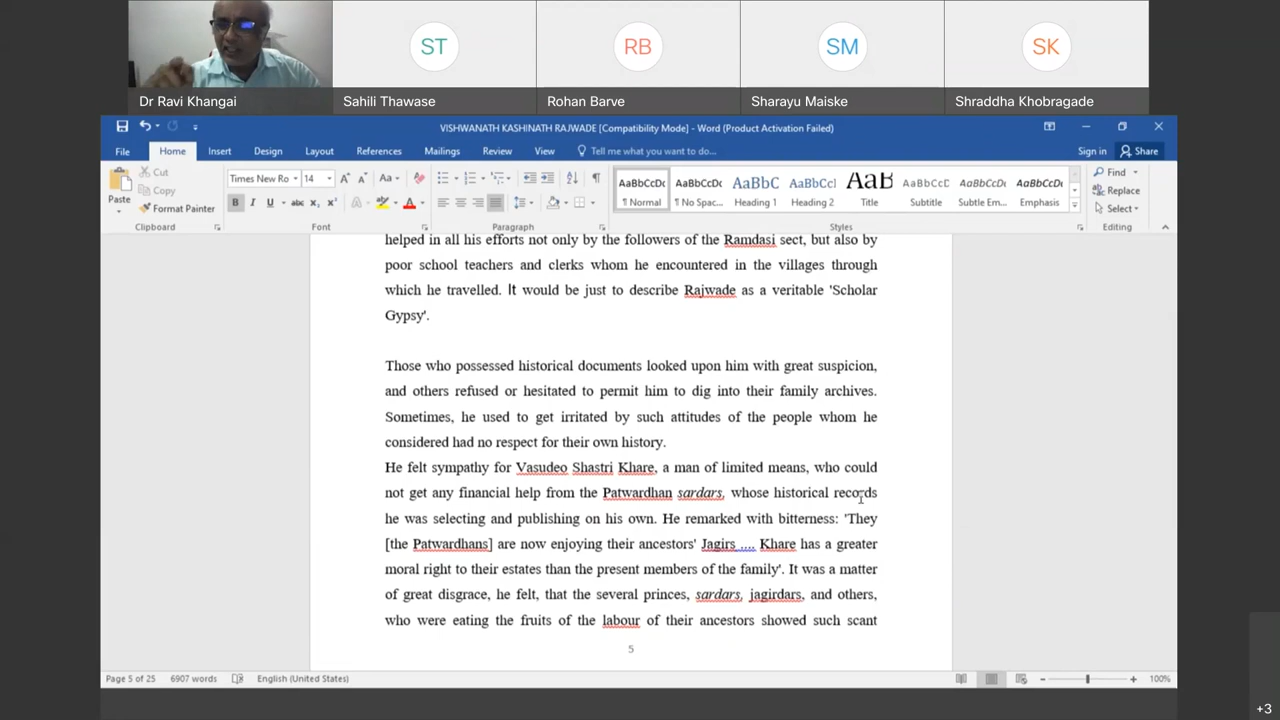 ST
RB
SM
SK
Dr Ravi Khangai
Sahili Thawase
Rohan Barve
Sharayu Maiske
Shraddha Khobragade
VISHWANATH KASHINATH RAJWADE [Compatibility Mode] - Word (Product Activation Failed)
File Home Insert Design Layout References Mailings Review View Tell me what you want to do... Sign in Share
Paste
Cut
Copy
Format Painter
Clipboard
Times New Ro 14
Font
Paragraph
AaBbCcDc AaBbCcDc AaBbC AaBbCcI AaB AaBbCcD AaBbCcDc AaBbCcDc
¶ Normal ¶ No Spac... Heading 1 Heading 2 Title Subtitle Subtle Em... Emphasis
Styles
Find
Replace
Select
Editing
helped in all his efforts not only by the followers of the Ramdasi sect, but also by
poor school teachers and clerks whom he encountered in the villages through
which he travelled. It would be just to describe Rajwade as a veritable 'Scholar
Gypsy'.
Those who possessed historical documents looked upon him with great suspicion,
and others refused or hesitated to permit him to dig into their family archives.
Sometimes, he used to get irritated by such attitudes of the people whom he
considered had no respect for their own history.
He felt sympathy for Vasudeo Shastri Khare, a man of limited means, who could
not get any financial help from the Patwardhan sardars, whose historical records
he was selecting and publishing on his own. He remarked with bitterness: 'They
[the Patwardhans] are now enjoying their ancestors' Jagirs .... Khare has a greater
moral right to their estates than the present members of the family'. It was a matter
of great disgrace, he felt, that the several princes, sardars, jagirdars, and others,
who were eating the fruits of the labour of their ancestors showed such scant
5
Page 5 of 25 6907 words English (United States) 100%
+3